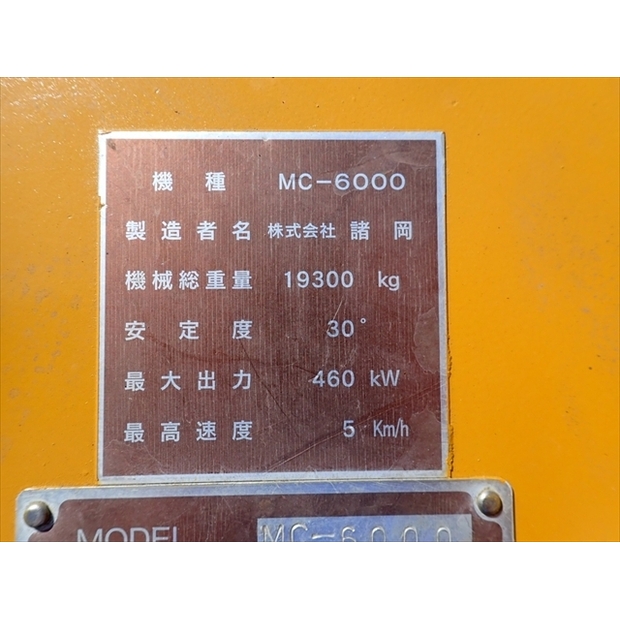 機種 MC-6000
製造者名 株式会社 諸岡
機械総重量 19300 kg
安定度 30°
最大出力 460 kW
最高速度 5 Km/h
MODEL MC-6000